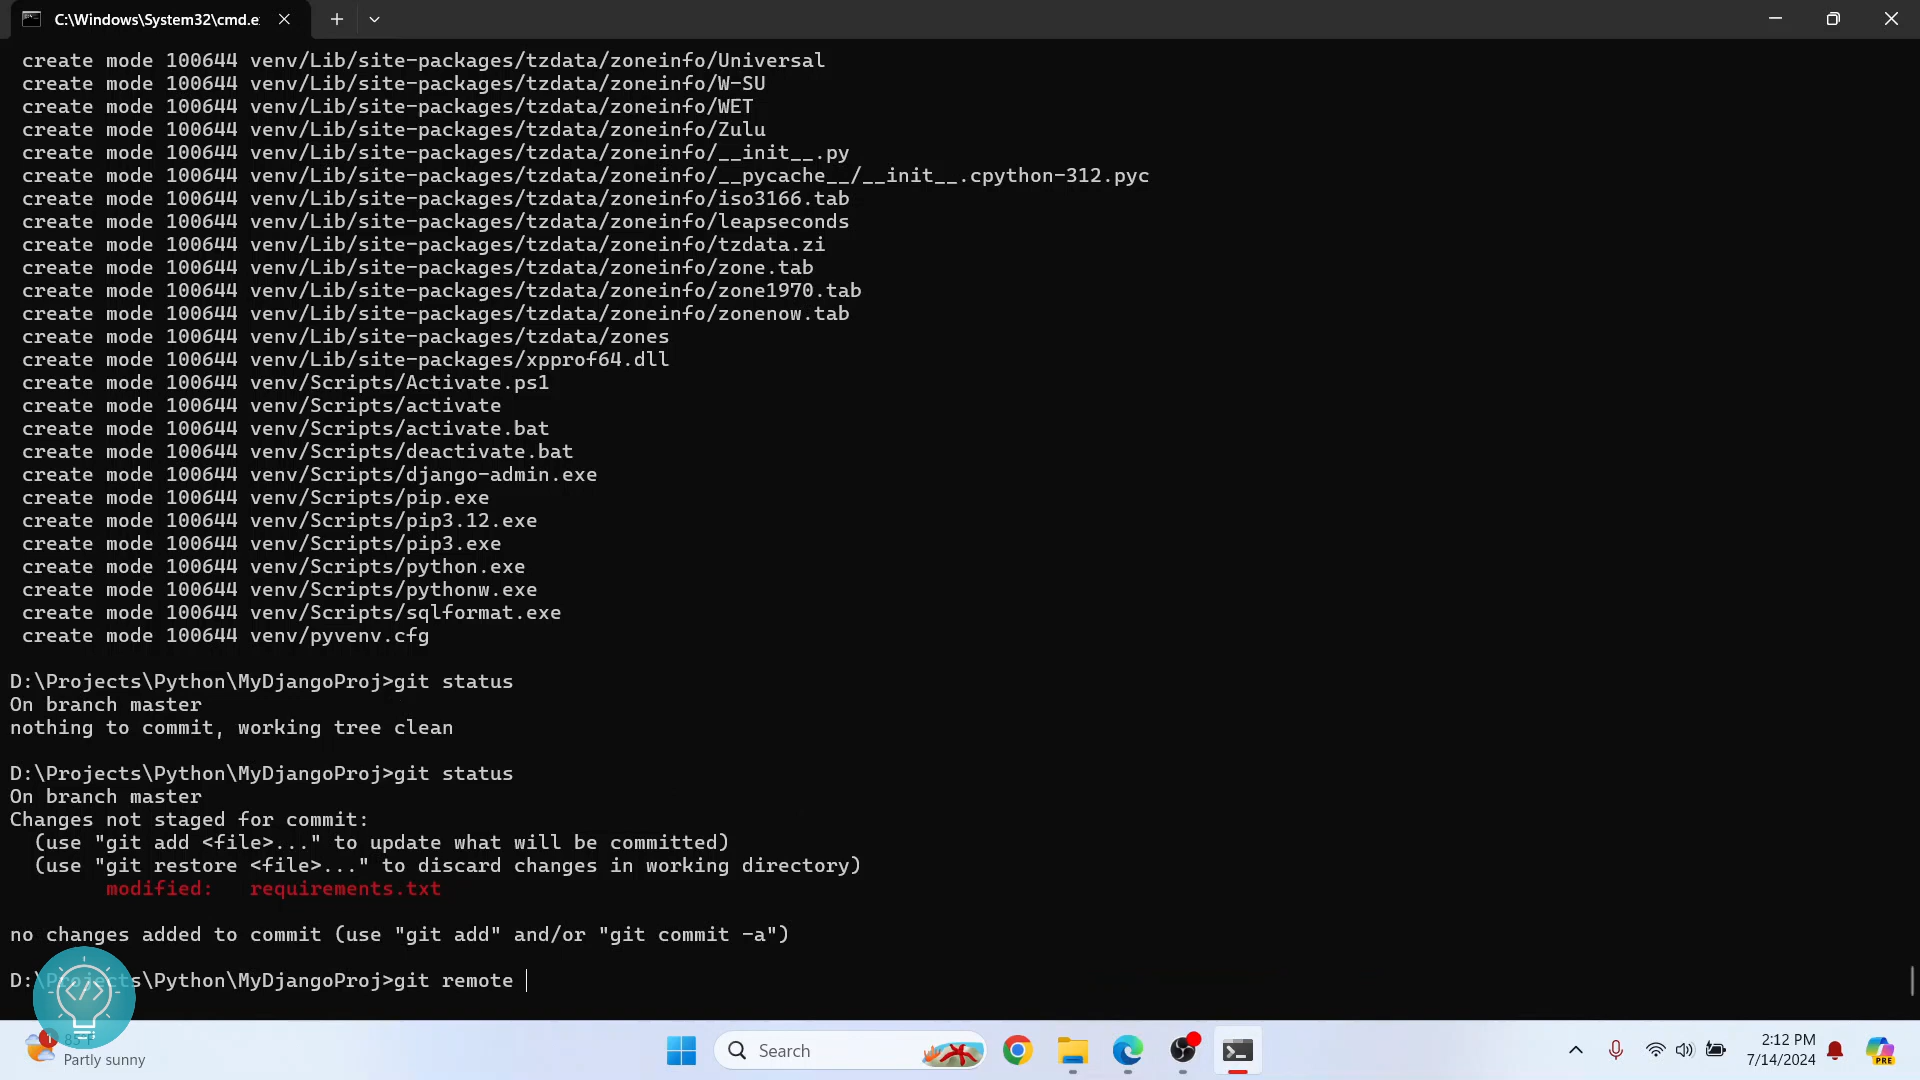 C:\Windows\System32\cmd.e
create mode 100644 venv/Lib/site-packages/tzdata/zoneinfo/Universal
create mode 100644 venv/Lib/site-packages/tzdata/zoneinfo/W-SU
create mode 100644 venv/Lib/site-packages/tzdata/zoneinfo/WET
create mode 100644 venv/Lib/site-packages/tzdata/zoneinfo/Zulu
create mode 100644 venv/Lib/site-packages/tzdata/zoneinfo/__init__.py
create mode 100644 venv/Lib/site-packages/tzdata/zoneinfo/__pycache__/__init__.cpython-312.pyc
create mode 100644 venv/Lib/site-packages/tzdata/zoneinfo/iso3166.tab
create mode 100644 venv/Lib/site-packages/tzdata/zoneinfo/leapseconds
create mode 100644 venv/Lib/site-packages/tzdata/zoneinfo/tzdata.zi
create mode 100644 venv/Lib/site-packages/tzdata/zoneinfo/zone.tab
create mode 100644 venv/Lib/site-packages/tzdata/zoneinfo/zone1970.tab
create mode 100644 venv/Lib/site-packages/tzdata/zoneinfo/zonenow.tab
create mode 100644 venv/Lib/site-packages/tzdata/zones
create mode 100644 venv/Lib/site-packages/xpprof64.dll
create mode 100644 venv/Scripts/Activate.ps1
create mode 100644 venv/Scripts/activate
create mode 100644 venv/Scripts/activate.bat
create mode 100644 venv/Scripts/deactivate.bat
create mode 100644 venv/Scripts/django-admin.exe
create mode 100644 venv/Scripts/pip.exe
create mode 100644 venv/Scripts/pip3.12.exe
create mode 100644 venv/Scripts/pip3.exe
create mode 100644 venv/Scripts/python.exe
create mode 100644 venv/Scripts/pythonw.exe
create mode 100644 venv/Scripts/sqlformat.exe
create mode 100644 venv/pyvenv.cfg
D:\Projects\Python\MyDjangoProj>git status
On branch master
nothing to commit, working tree clean
D:\Projects\Python\MyDjangoProj>git status
On branch master
Changes not staged for commit:
(use "git add <file>..." to update what will be committed)
(use "git restore <file>..." to discard changes in working directory)
modified: requirements.txt
no changes added to commit (use "git add" and/or "git commit -a")
D:\Projects\Python\MyDjangoProj>git remote
Partly sunny
Search
2:12 PM
7/14/2024
PRE